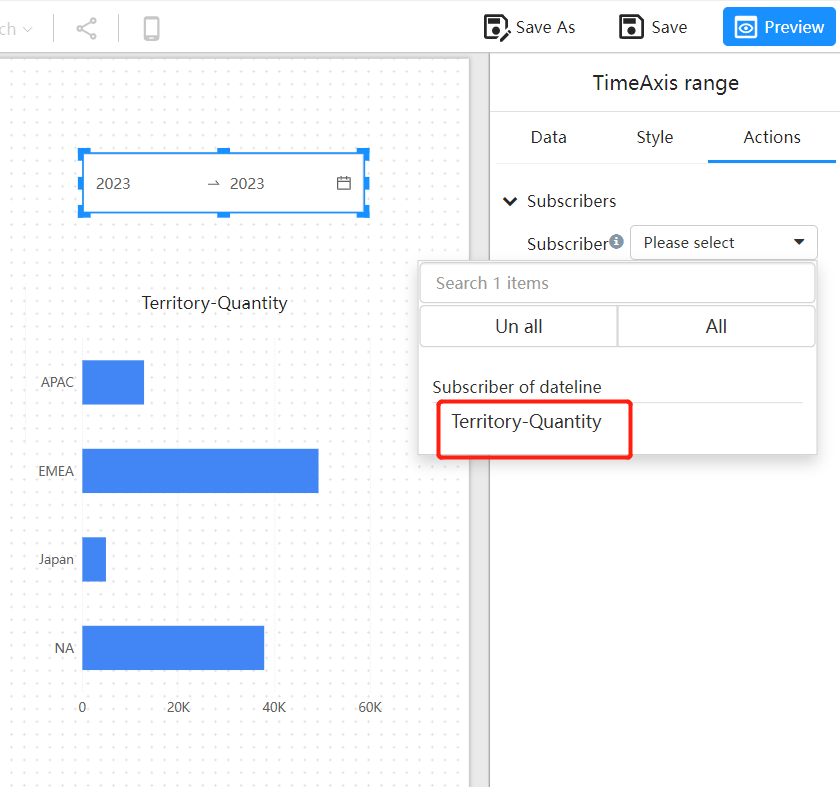 ch
Save As
Save
Preview
TimeAxis range
Data
Style
Actions
2023 → 2023
Subscribers
Subscriber
Please select
Search 1 items
Un all
All
Subscriber of dateline
Territory-Quantity
Territory-Quantity
APAC
EMEA
Japan
NA
0 20K 40K 60K